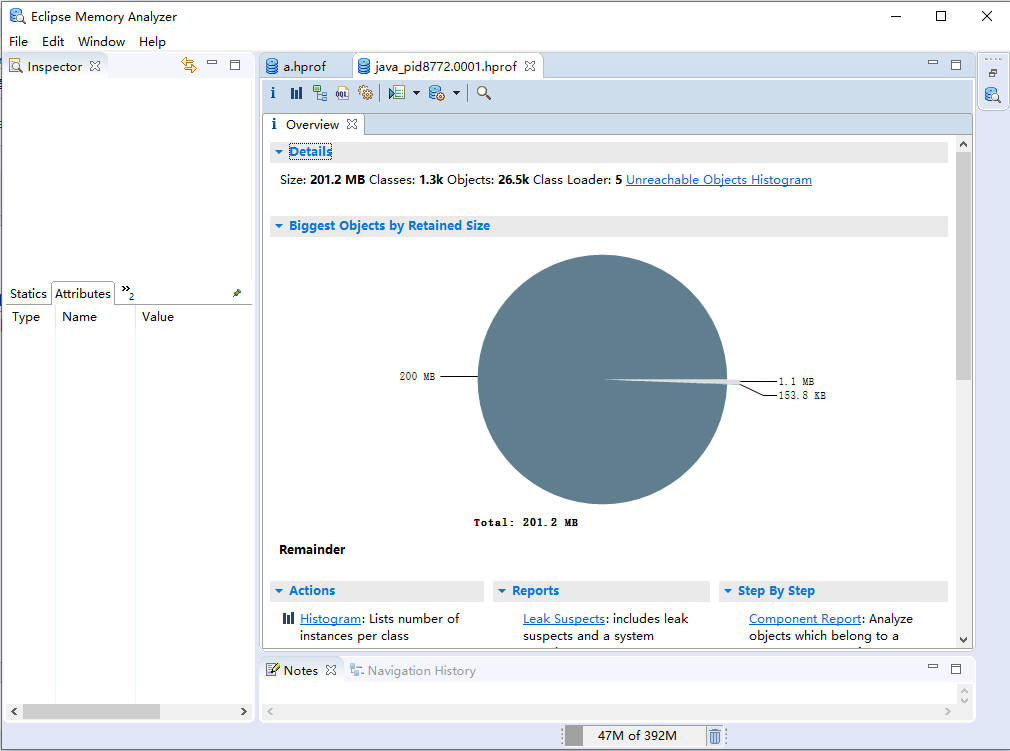 Eclipse Memory Analyzer
File Edit Window Help
Inspector
a.hprof
java_pid8772.0001.hprof
OQL
i Overview
Details
Size: 201.2 MB Classes: 1.3k Objects: 26.5k Class Loader: 5 Unreachable Objects Histogram
Biggest Objects by Retained Size
200 MB
1.1 MB
153.8 KB
Total: 201.2 MB
Remainder
Statics Attributes »2
Type Name Value
Actions
Histogram: Lists number of
instances per class
Reports
Leak Suspects: includes leak
suspects and a system
Step By Step
Component Report: Analyze
objects which belong to a
Notes
Navigation History
47M of 392M